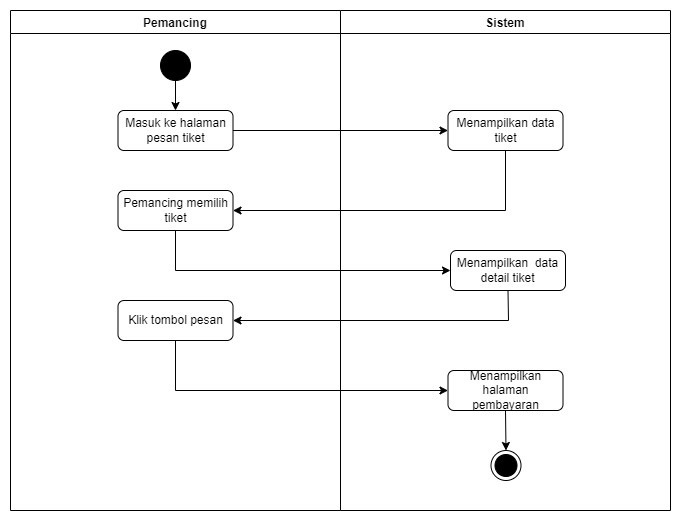 Pemancing
Sistem
Masuk ke halaman
pesan tiket
Menampilkan data
tiket
Pemancing memilih
tiket
Menampilkan  data
detail tiket
Klik tombol pesan
Menampilkan
halaman
pembayaran